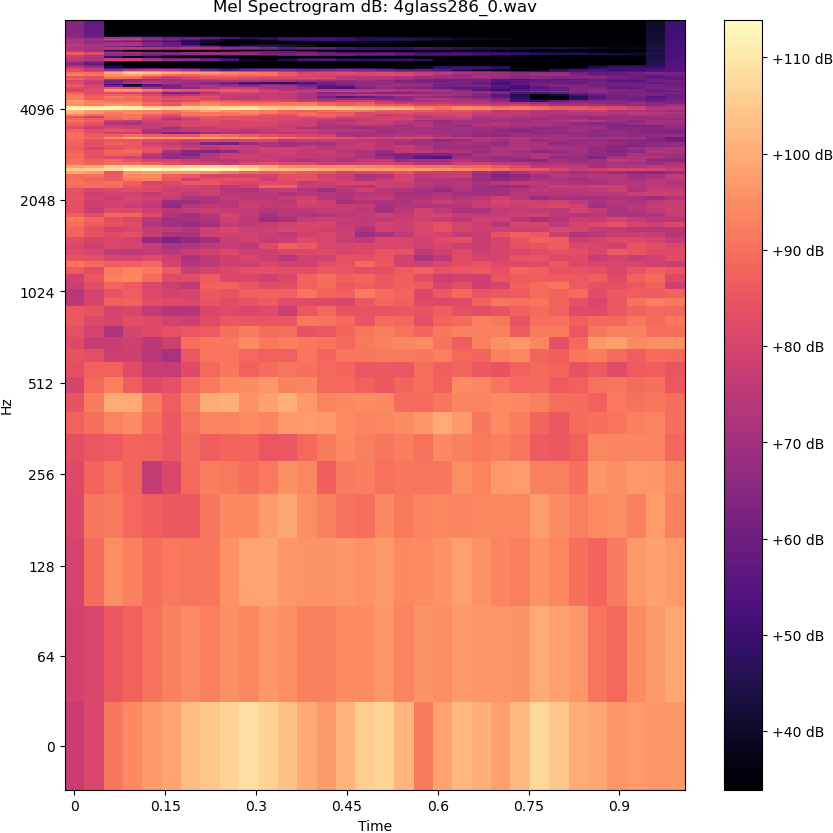 Mel Spectrogram dB: 4glass286_0.wav
+110 dB
4096
+100 dB
2048
+90 dB
1024
+80 dB
512
Hz
+70 dB
256
+60 dB
128
+50 dB
64
0
+40 dB
0 0.15 0.3 0.45 0.6 0.75 0.9
Time